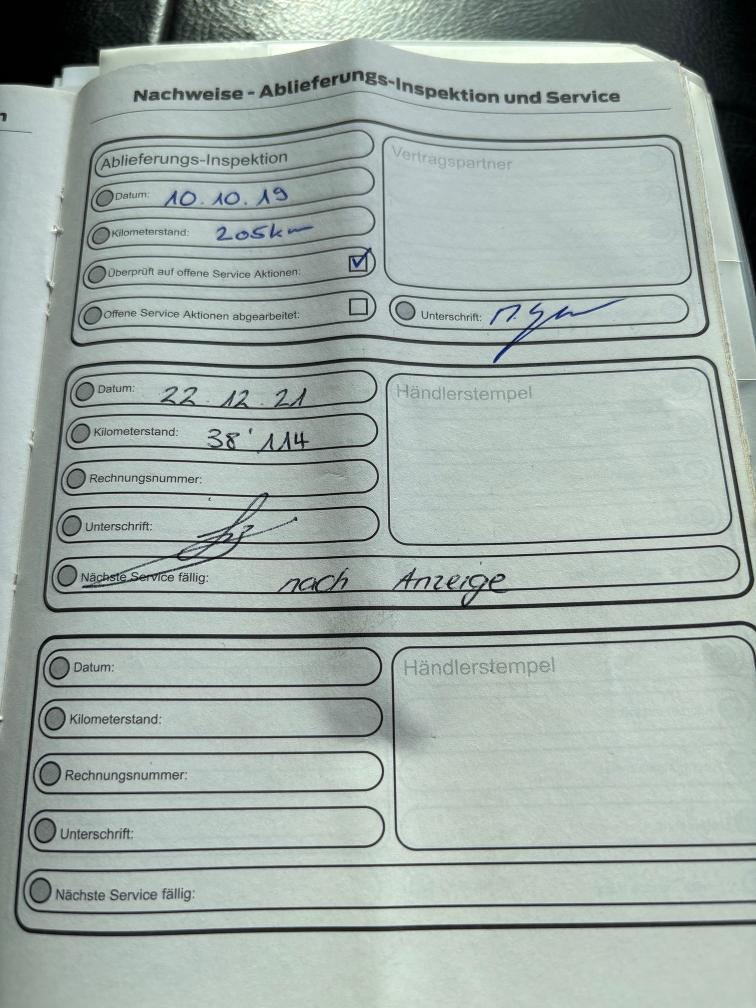 Nachweise - Ablieferungs-Inspektion und Service
Ablieferungs-Inspektion
Vertragspartner
Datum: 10.10.19
Kilometerstand: 205km
Überprüft auf offene Service Aktionen:
Offene Service Aktionen abgearbeitet:
Unterschrift:
Datum: 22.12.21
Händlerstempel
Kilometerstand: 38'114
Rechnungsnummer:
Unterschrift:
Nächste Service fällig: nach Anzeige
Datum:
Händlerstempel
Kilometerstand:
Rechnungsnummer:
Unterschrift:
Nächste Service fällig: